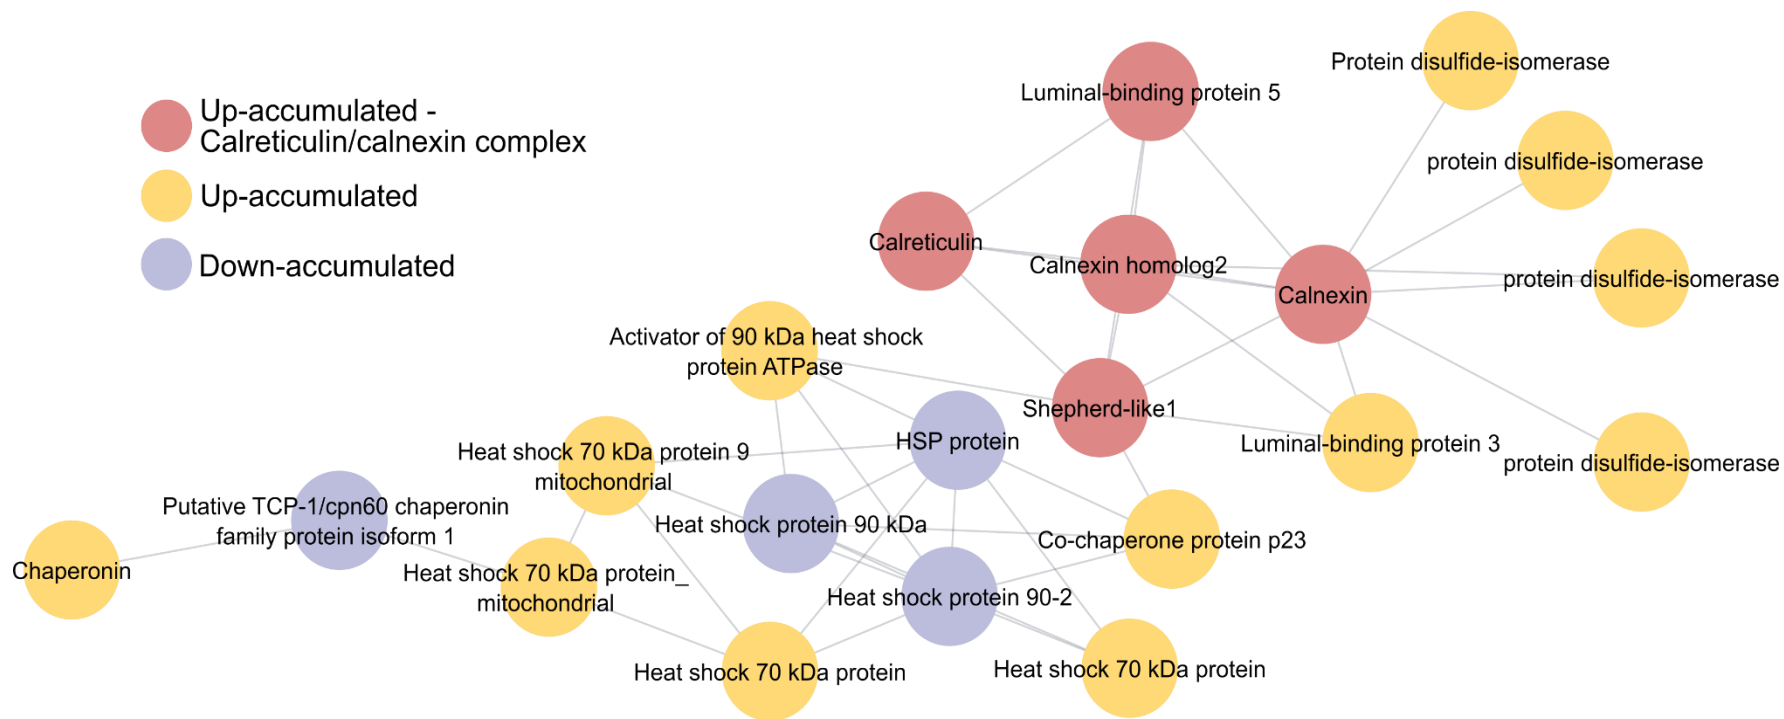 Up-accumulated -
Calreticulin/calnexin complex
Up-accumulated
Down-accumulated
Protein disulfide-isomerase
Luminal-binding protein 5
protein disulfide-isomerase
Calreticulin
Calnexin homolog2
Calnexin
protein disulfide-isomerase
Activator of 90 kDa heat shock
protein ATPase
Shepherd-like1
HSP protein
Luminal-binding protein 3
protein disulfide-isomerase
Heat shock 70 kDa protein 9
mitochondrial
Putative TCP-1/cpn60 chaperonin
family protein isoform 1
Heat shock protein 90 kDa
Co-chaperone protein p23
Chaperonin
Heat shock 70 kDa protein_
mitochondrial
Heat shock protein 90-2
Heat shock 70 kDa protein
Heat shock 70 kDa protein